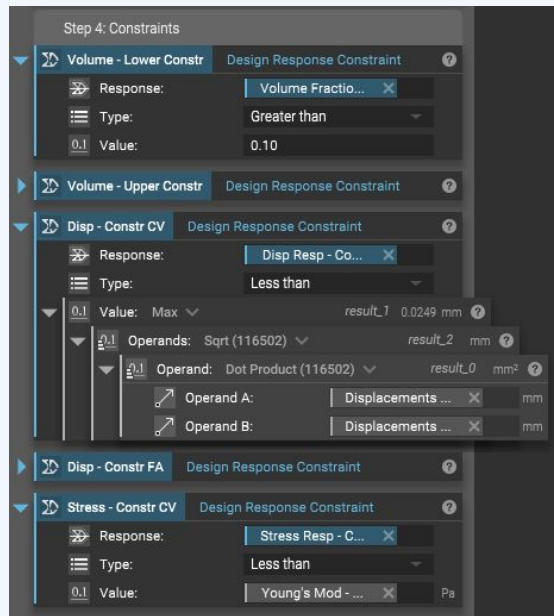 Step 4: Constraints
Volume - Lower Constr Design Response Constraint ?
Response: Volume Fractio... ×
Type: Greater than
0.1 Value: 0.10
Volume - Upper Constr Design Response Constraint ?
Disp - Constr CV Design Response Constraint ?
Response: Disp Resp - Co... ×
Type: Less than
0.1 Value: Max result_1 0.0249 mm ?
0.1 Operands: Sqrt (116502) result_2 mm ?
0.1 Operand: Dot Product (116502) result_0 mm² ?
Operand A: Displacements ... × mm
Operand B: Displacements ... × mm
Disp - Constr FA Design Response Constraint ?
Stress - Constr CV Design Response Constraint ?
Response: Stress Resp - C... ×
Type: Less than
0.1 Value: Young's Mod - ... × Pa